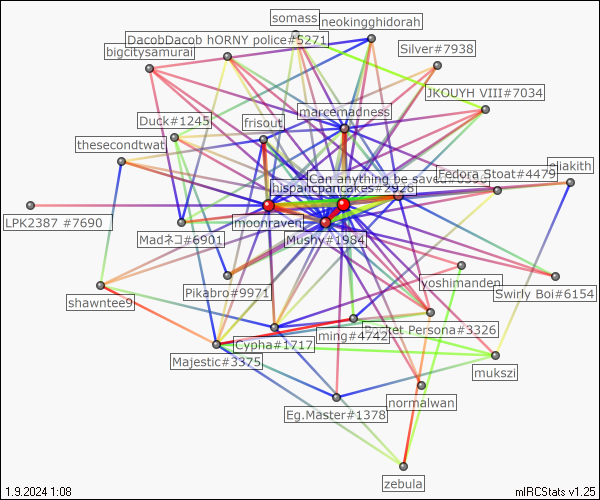 somass
neokingghidorah
DacobDacob hORNY police#5271
bigcitysamurai
Silver#7938
JKOUYH VIII#7034
marcemadness
Duck#1245
frisout
thesecondtwat
eliakith
Fedora Stoat#4479
Can anything be saved
hispancpancakes#2928
LPK2387 #7690
moonraven
Madネコ#6901
Mushy#1984
yoshimanden
Pikabro#9971
Swirly Boi#6154
shawntee9
Persona#3326
ming#4742
Cypha#1717
Majestic#3375
mukszi
normalwan
Eg.Master#1378
zebula
1.9.2024 1:08
mIRCStats v1.25